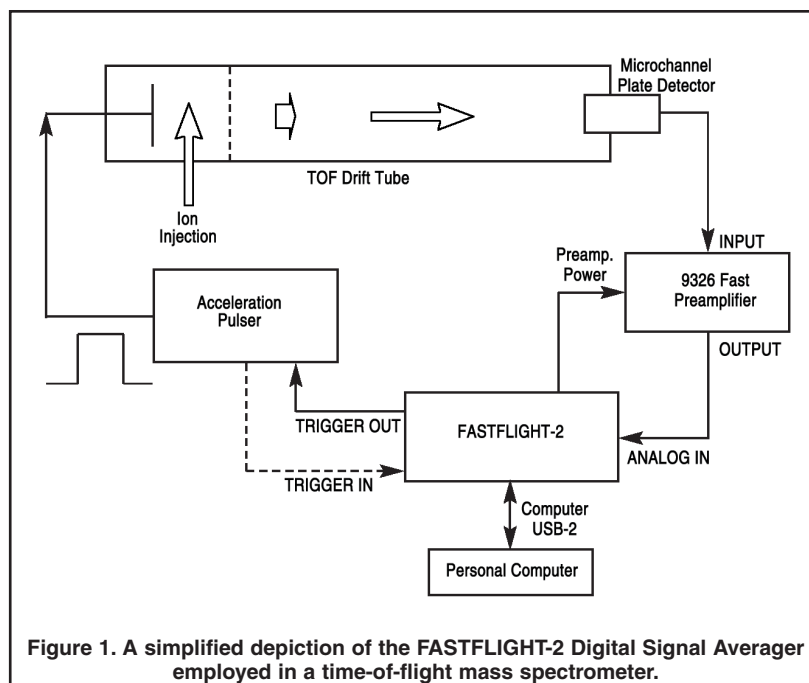 Microchannel
Plate Detector
TOF Drift Tube
Ion
Injection
INPUT
Preamp.
Power
9326 Fast
Preamplifier
Acceleration
Pulser
OUTPUT
TRIGGER OUT
FASTFLIGHT-2
ANALOG IN
TRIGGER IN
Computer
USB-2
Personal Computer
Figure 1. A simplified depiction of the FASTFLIGHT-2 Digital Signal Averager
employed in a time-of-flight mass spectrometer.